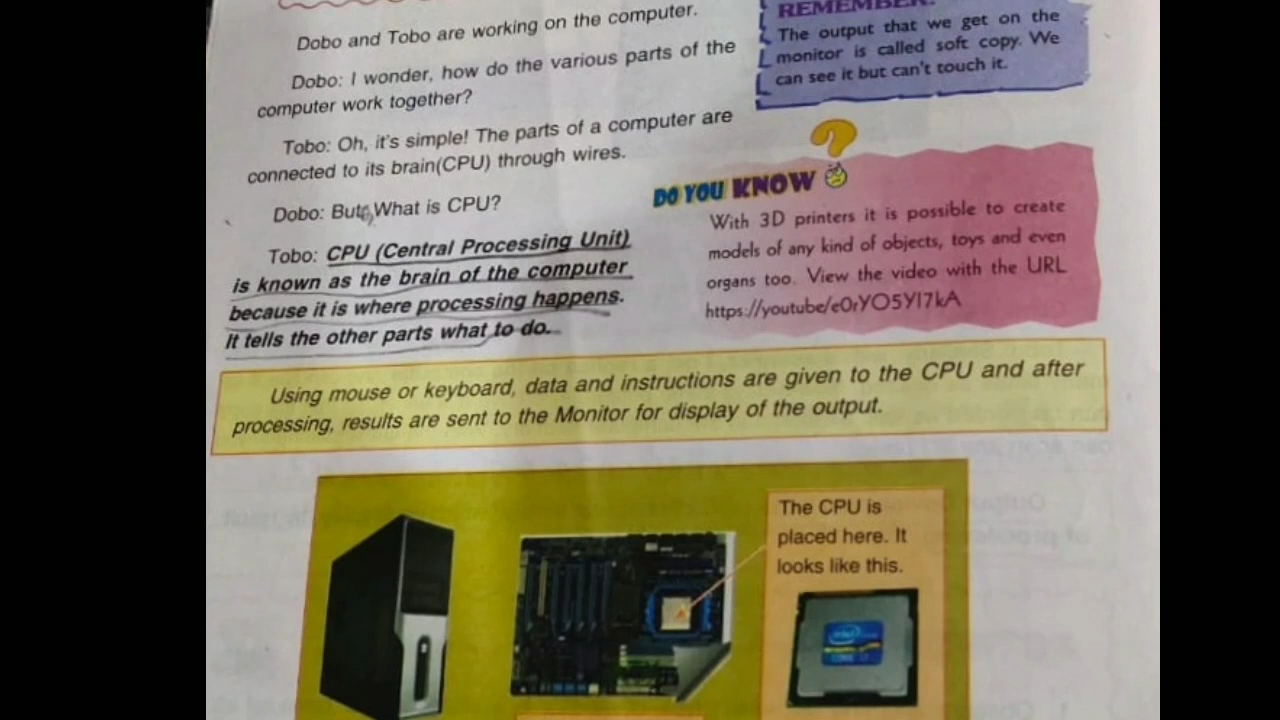 Dobo and Tobo are working on the computer.
Dobo: I wonder, how do the various parts of the
computer work together?
Tobo: Oh, it's simple! The parts of a computer are
connected to its brain(CPU) through wires.
Dobo: But, What is CPU?
Tobo: CPU (Central Processing Unit)
is known as the brain of the computer
because it is where processing happens.
It tells the other parts what to do.
REMEMBER:
The output that we get on the
monitor is called soft copy. We
can see it but can't touch it.
?
DO YOU KNOW
With 3D printers it is possible to create
models of any kind of objects, toys and even
organs too. View the video with the URL
https://youtube/e0rYO5YI7kA
Using mouse or keyboard, data and instructions are given to the CPU and after
processing, results are sent to the Monitor for display of the output.
The CPU is
placed here. It
looks like this.
intel
CORE i7